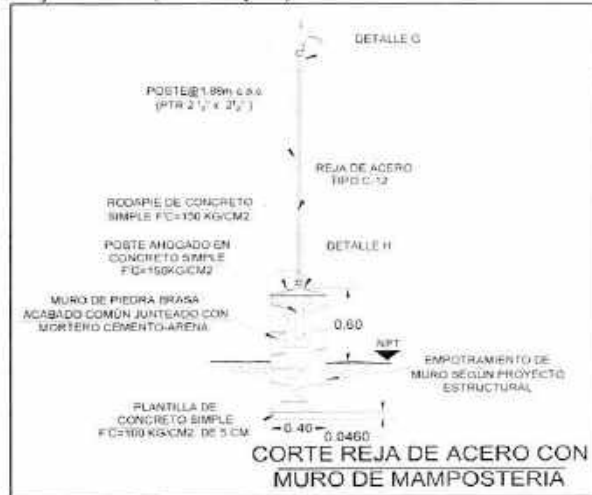 DETALLE G
POSTE@1.88m c.a.c
(PTR 2 ½" x 2½")
REJA DE ACERO
TIPO C-12
RODAPIE DE CONCRETO
SIMPLE F'C=150 KG/CM2
POSTE AHOGADO EN
CONCRETO SIMPLE
F'C=150KG/CM2
DETALLE H
MURO DE PIEDRA BRASA
ACABADO COMÚN JUNTEADO CON
MORTERO CEMENTO-ARENA
0.60
NPT
EMPOTRAMIENTO DE
MURO SEGUN PROYECTO
ESTRUCTURAL
PLANTILLA DE
CONCRETO SIMPLE
F'C=100 KG/CM2. DE 5 CM.
0.40
0.0460
CORTE REJA DE ACERO CON
MURO DE MAMPOSTERIA